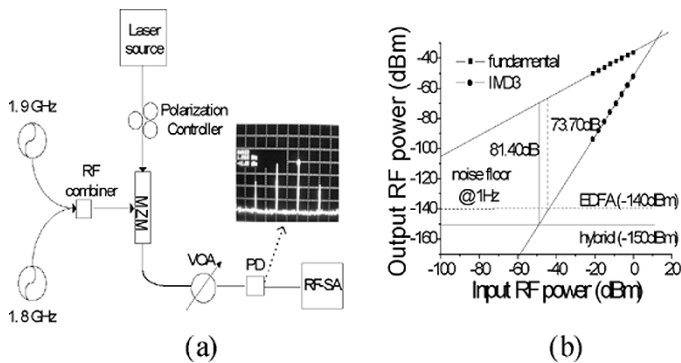 Laser
source
1.9 GHz
Polarization
Controller
RF
combiner
MZM
VOA
PD
RF-SA
1.8 GHz
(a)
Output RF power (dBm)
-40
-60
-80
-100
-120
-140
-160
fundamental
IMD3
73.70dB
81.40dB
noise floor
@1Hz
EDFA (-140dBm)
hybrid (-150dBm)
-100 -80 -60 -40 -20 0 20
Input RF power (dBm)
(b)